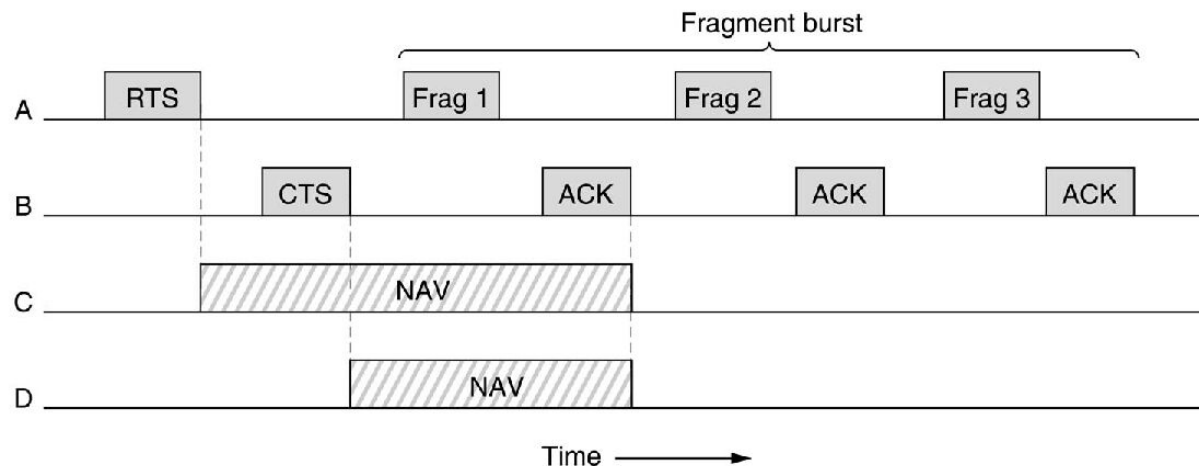 Fragment burst
A RTS Frag 1 Frag 2 Frag 3
B CTS ACK ACK ACK
C NAV
D NAV
Time